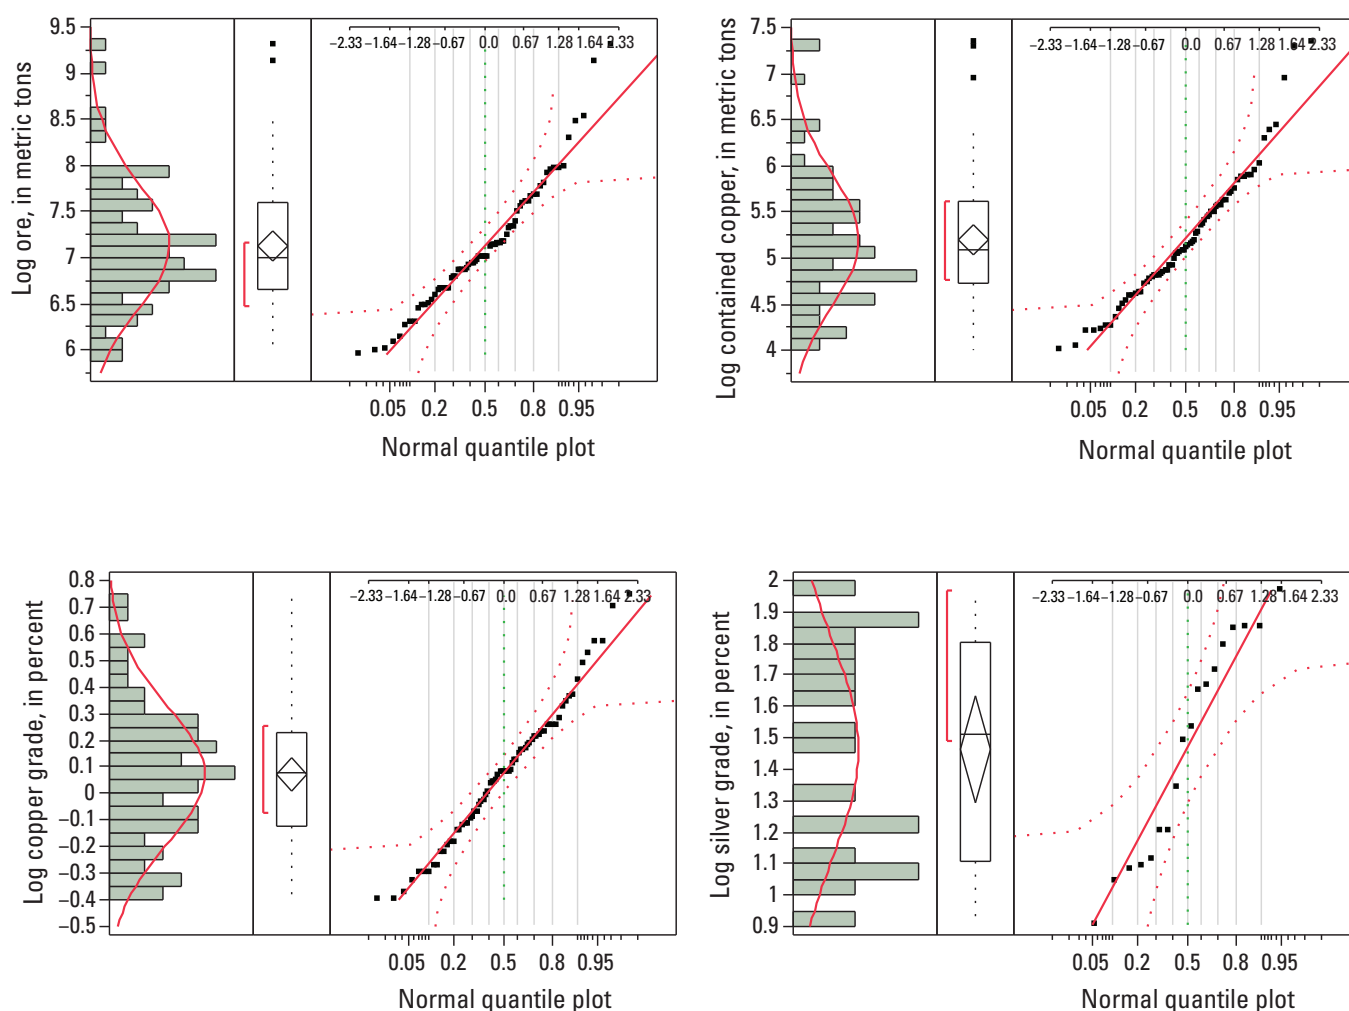 Log ore, in metric tons
9.5
9
8.5
8
7.5
7
6.5
6
−2.33 −1.64 −1.28 −0.67 0.0 0.67 1.28 1.64 2.33
0.05 0.2 0.5 0.8 0.95
Normal quantile plot
Log contained copper, in metric tons
7.5
7
6.5
6
5.5
5
4.5
4
−2.33 −1.64 −1.28 −0.67 0.0 0.67 1.28 1.64 2.33
0.05 0.2 0.5 0.8 0.95
Normal quantile plot
Log copper grade, in percent
0.8
0.7
0.6
0.5
0.4
0.3
0.2
0.1
0
−0.1
−0.2
−0.3
−0.4
−0.5
−2.33 −1.64 −1.28 −0.67 0.0 0.67 1.28 1.64 2.33
0.05 0.2 0.5 0.8 0.95
Normal quantile plot
Log silver grade, in percent
2
1.9
1.8
1.7
1.6
1.5
1.4
1.3
1.2
1.1
1
0.9
−2.33 −1.64 −1.28 −0.67 0.0 0.67 1.28 1.64 2.33
0.05 0.2 0.5 0.8 0.95
Normal quantile plot